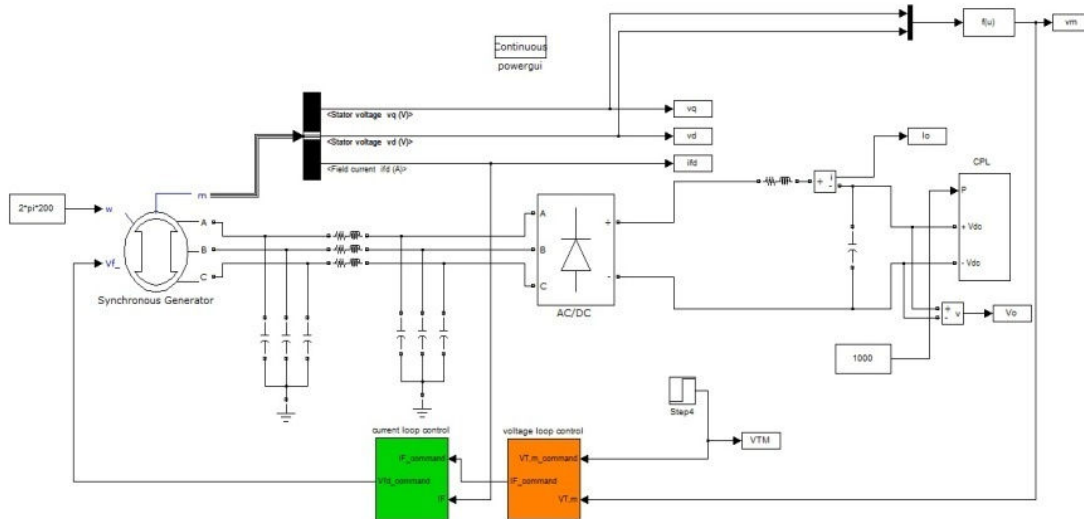 f(u)
vm
Continuous
powergui
<Stator voltage vq (V)>
vq
<Stator voltage vd (V)>
vd
<Field current ifd (A)>
ifd
Io
CPL
m
2*pi*200
w
A
B
C
Vf_
Synchronous Generator
A
B
C
+
-
AC/DC
+
i
-
P
+ Vdc
- Vdc
+
-
v
Vo
1000
Step4
VTM
current loop control
IF_command
Vfd_command
IF
voltage loop control
VT,m_command
IF_command
VT,m